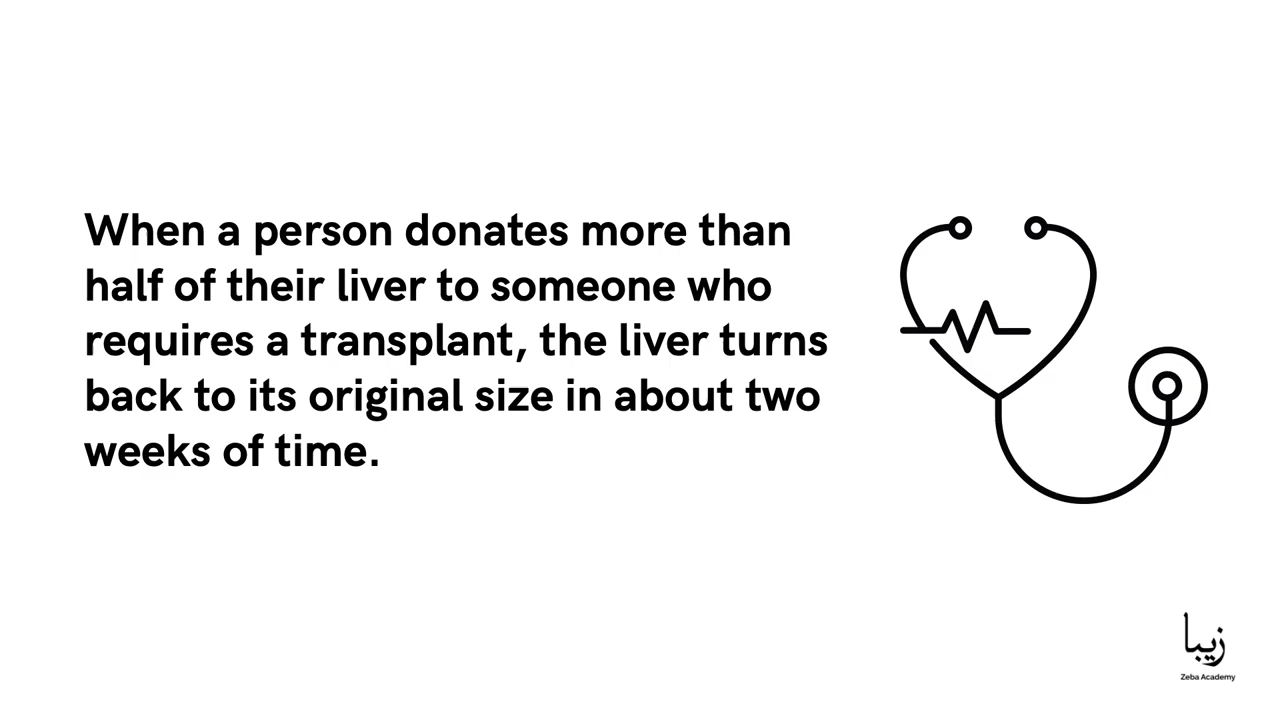 When a person donates more than
half of their liver to someone who
requires a transplant, the liver turns
back to its original size in about two
weeks of time.
زیبا
Zeba Academy